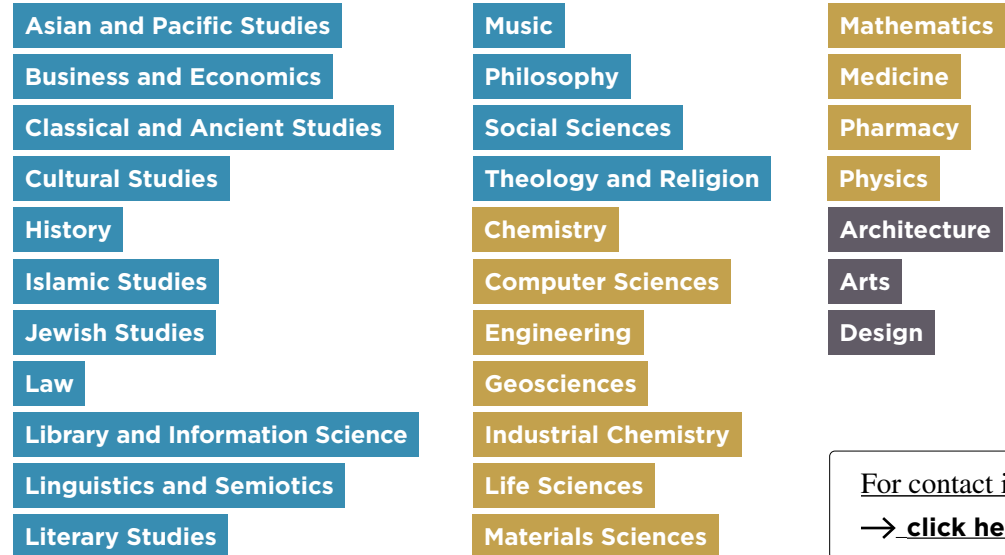 Asian and Pacific Studies
Business and Economics
Classical and Ancient Studies
Cultural Studies
History
Islamic Studies
Jewish Studies
Law
Library and Information Science
Linguistics and Semiotics
Literary Studies
Music
Philosophy
Social Sciences
Theology and Religion
Chemistry
Computer Sciences
Engineering
Geosciences
Industrial Chemistry
Life Sciences
Materials Sciences
Mathematics
Medicine
Pharmacy
Physics
Architecture
Arts
Design
For contact
→ click